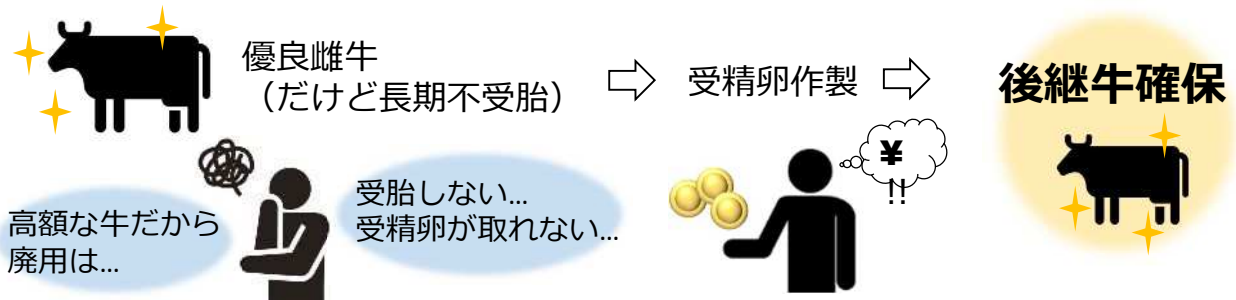 優良雌牛
（だけど長期不受胎）
受精卵作製
後継牛確保
高額な牛だから
廃用は...
受胎しない...
受精卵が取れない...
¥
!!